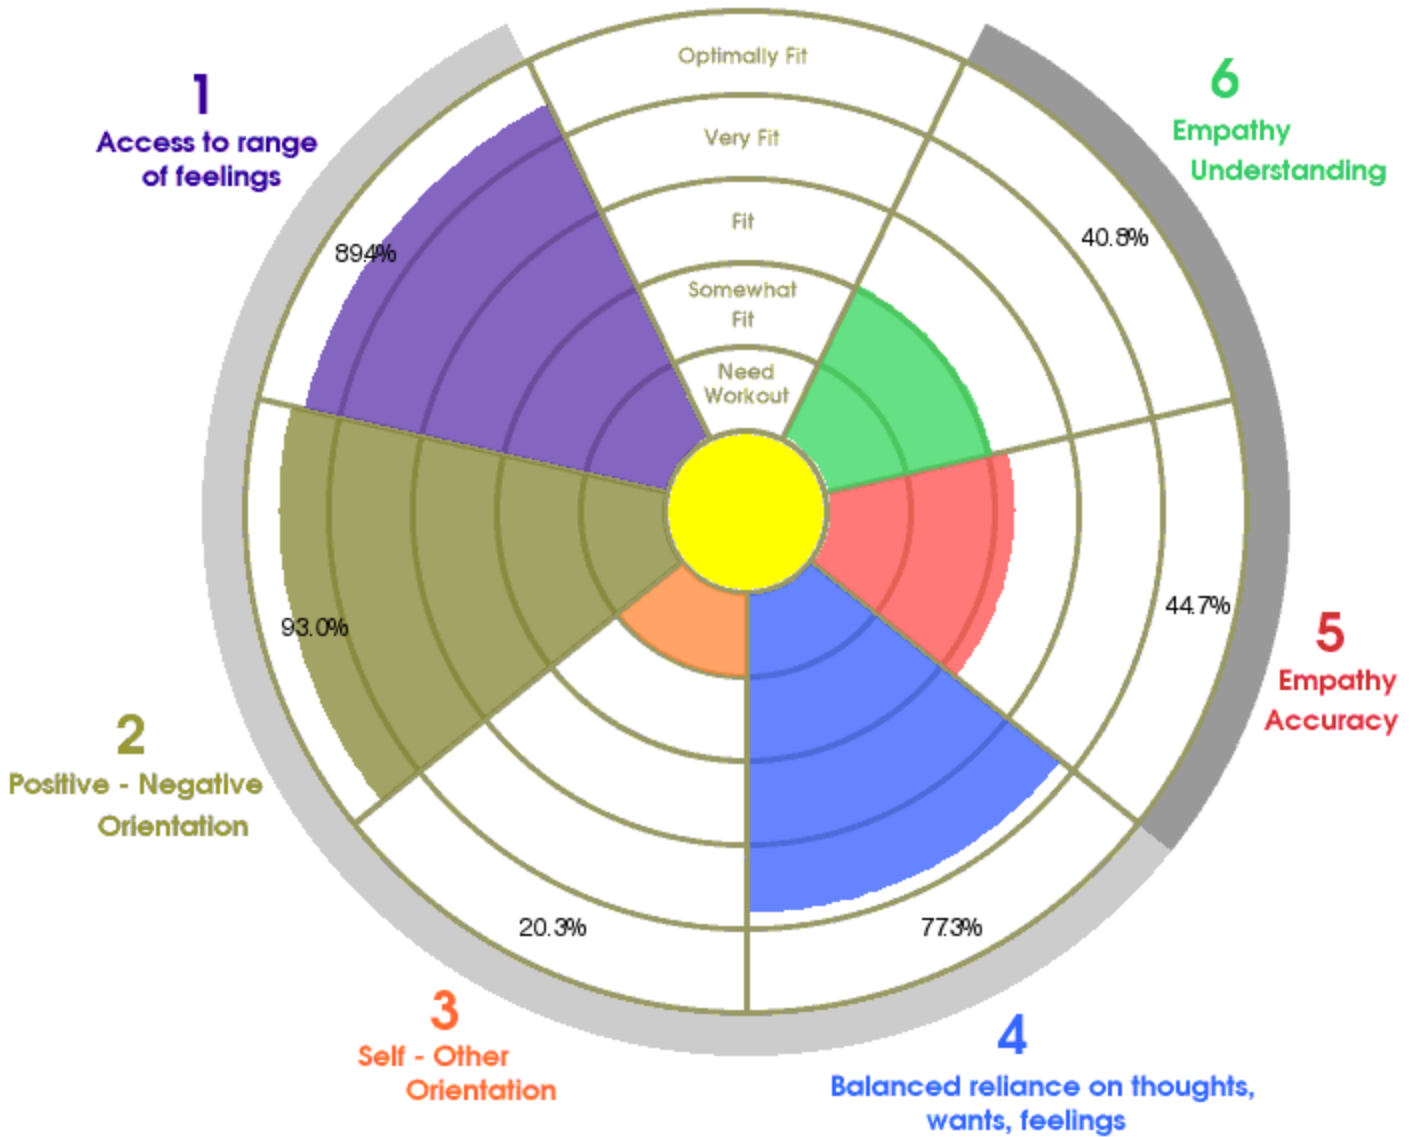 Optimally Fit
Very Fit
Fit
Somewhat
Fit
Need
Workout
1
Access to range
of feelings
89.4%
2
Positive - Negative
Orientation
93.0%
3
Self - Other
Orientation
20.3%
4
Balanced reliance on thoughts,
wants, feelings
77.3%
5
Empathy
Accuracy
44.7%
6
Empathy
Understanding
40.8%